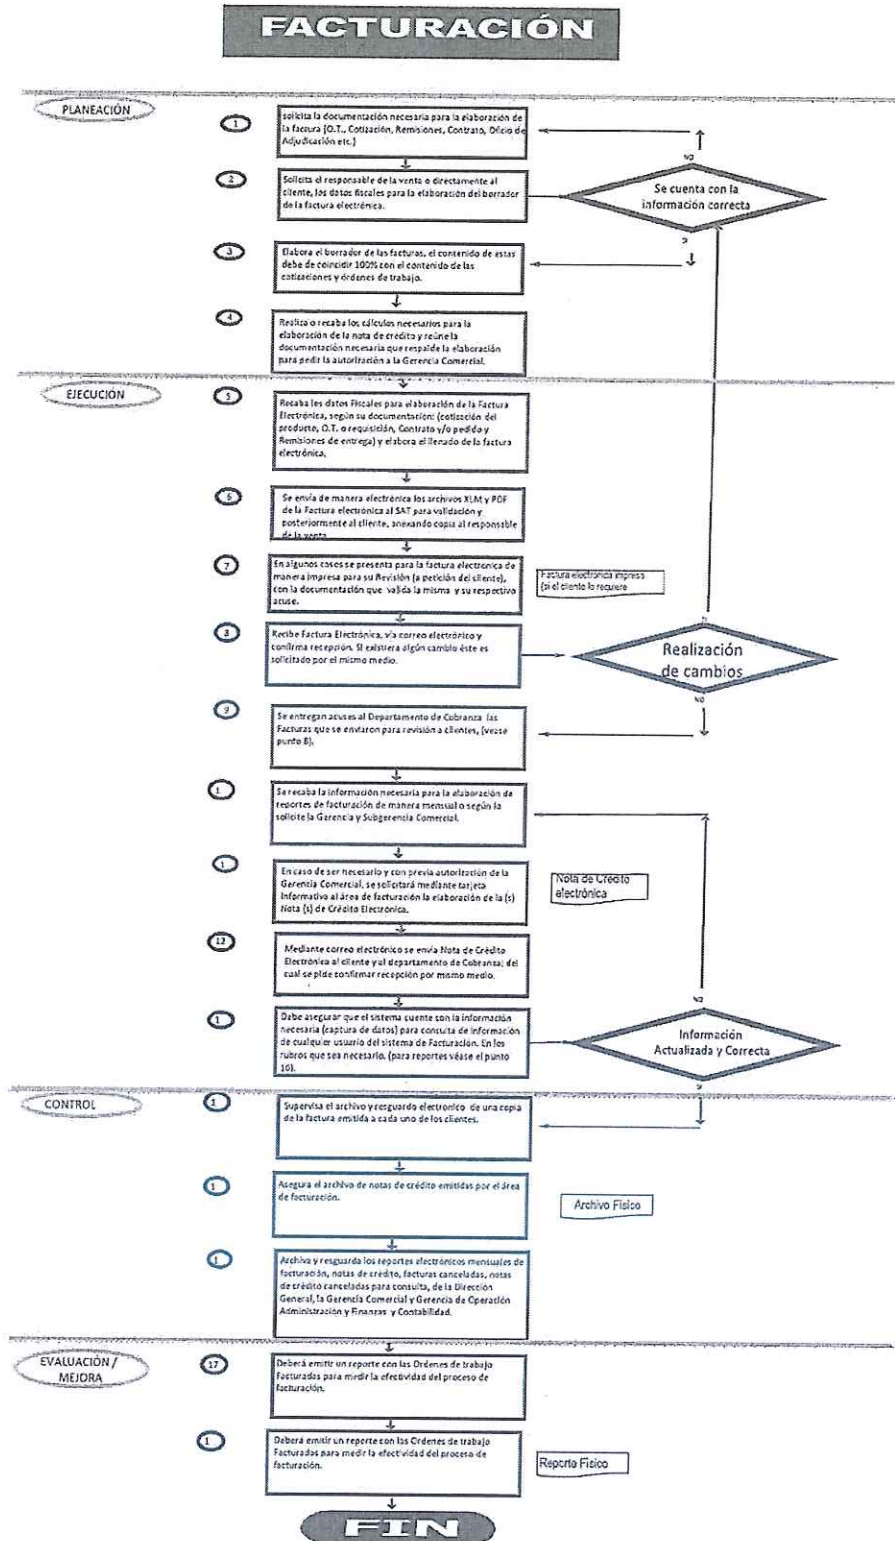 FACTURACIÓN
PLANEACIÓN
1
solicita la documentación necesaria para la elaboración de
la factura (O.T., Cotización, Remisiones, Contrato, Oficio de
Adjudicación etc.)
NO
2
Solicita el responsable de la venta o directamente al
cliente, los datos fiscales para la elaboración del borrador
de la factura electrónica.
Se cuenta con la
información correcta
SI
3
Elabora el borrador de las facturas, el contenido de estas
debe de coincidir 100% con el contenido de las
cotizaciones y órdenes de trabajo.
4
Realiza o recaba los cálculos necesarios para la
elaboración de la nota de crédito y reúne la
documentación necesaria que respalde la elaboración
para pedir la autorización a la Gerencia Comercial.
EJECUCIÓN
5
Recaba los datos Fiscales para elaboración de la Factura
Electrónica, según su documentación: (cotización del
producto, O.T. o requisición, Contrato y/o pedido y
Remisiones de entrega) y elabora el llenado de la factura
electrónica.
6
Se envía de manera electrónica los archivos XLM y PDF
de la Factura electrónica al SAT para validación y
posteriormente al cliente, anexando copia al responsable
de la venta.
7
En algunos casos se presenta para la factura electronica de
manera impresa para su Revisión (a petición del cliente),
con la documentación que valida la misma y su respectivo
acuse.
Factura electrónica impresa
(si el cliente lo requiere
SI
8
Recibe Factura Electrónica, vía correo electrónico y
confirma recepción. Si existiera algún cambio éste es
solicitado por el mismo medio.
Realización
de cambios
NO
9
Se entregan acuses al Departamento de Cobranza las
Facturas que se enviaron para revisión a clientes, (vease
punto 8).
1
Se recaba la información necesaria para la elaboración de
reportes de facturación de manera mensual o según la
solicite la Gerencia y Subgerencia Comercial.
1
En caso de ser necesario y con previa autorización de la
Gerencia Comercial, se solicitará mediante tarjeta
Informativa al área de facturación la elaboración de la (s)
Nota (s) de Crédito Electrónica.
Nota de Crédito
electrónica
12
Mediante correo electrónico se envía Nota de Crédito
Electrónica al cliente y al departamento de Cobranza; del
cual se pide confirmar recepción por mismo medio.
NO
1
Debe asegurar que el sistema cuente con la información
necesaria (captura de datos) para consulta de información
de cualquier usuario del sistema de Facturación. En los
rubros que sea necesario. (para reportes véase el punto
10).
Información
Actualizada y Correcta
SI
CONTROL
1
Supervisa el archivo y resguardo electronico de una copia
de la factura emitida a cada uno de los clientes.
1
Asegura el archivo de notas de crédito emitidas por el área
de facturación.
Archivo Físico
1
Archiva y resguarda los reportes electrónicos mensuales de
facturación, notas de crédito, facturas canceladas, notas
de crédito canceladas para consulta, de la Dirección
General, la Gerencia Comercial y Gerencia de Operación
Administración y Finanzas y Contabilidad.
EVALUACIÓN /
MEJORA
17
Deberá emitir un reporte con las Ordenes de trabajo
Facturadas para medir la efectividad del proceso de
facturación.
1
Deberá emitir un reporte con las Ordenes de trabajo
Facturadas para medir la efectividad del proceso de
facturación.
Reporto Físico
FIN